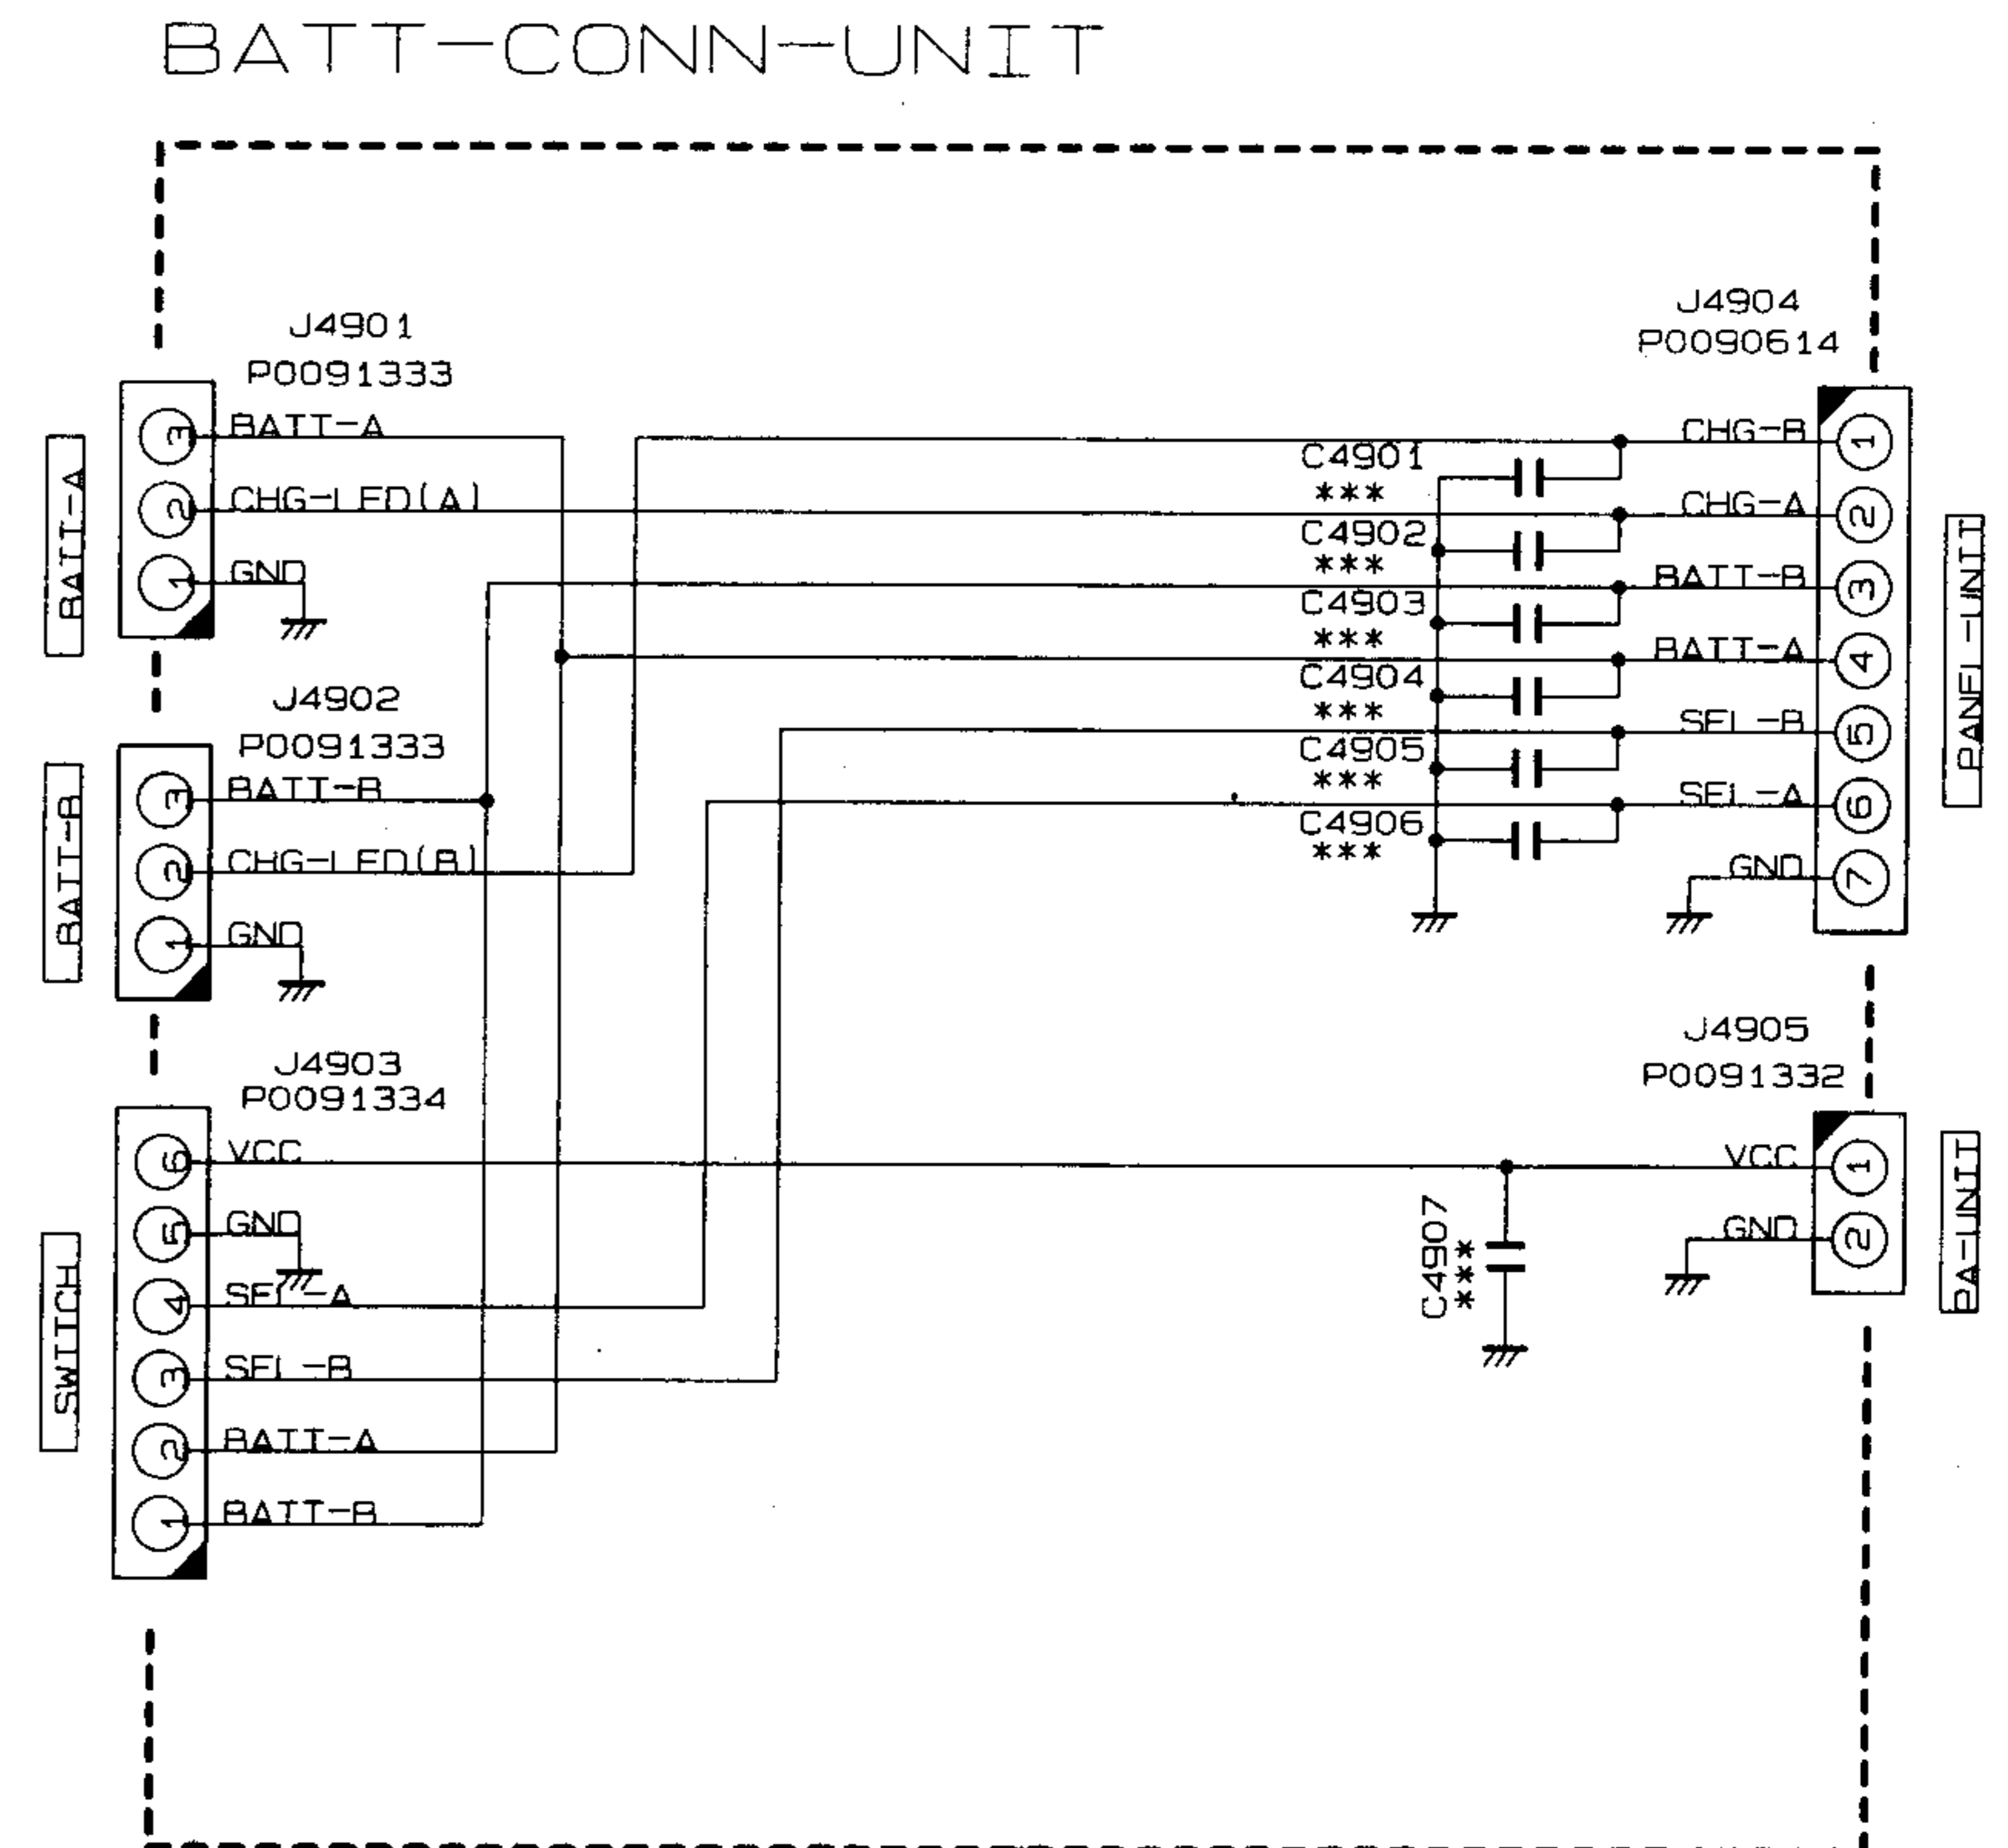 BATT-CONN-UNIT
J4901
P0091333
BATT-A
3 BATT-A
2 CHG-LED(A)
1 GND
J4902
P0091333
BATT-B
3 BATT-B
2 CHG-LED(B)
1 GND
J4903
P0091334
SWITCH
6 VCC
5 GND
4 SEL-A
3 SEL-B
2 BATT-A
1 BATT-B
C4901
***
C4902
***
C4903
***
C4904
***
C4905
***
C4906
***
J4904
P0090614
CHG-B 1
CHG-A 2
BATT-B 3
BATT-A 4
SEL-B 5
SEL-A 6
GND 7
PANEL-UNIT
J4905
P0091332
VCC 1
GND 2
PA-UNIT
C4907
***